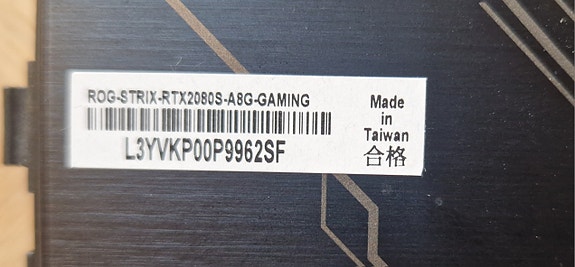 ROG-STRIX-RTX2080S-A8G-GAMING
L3YVKP00P9962SF
Made
in
Taiwan
合格